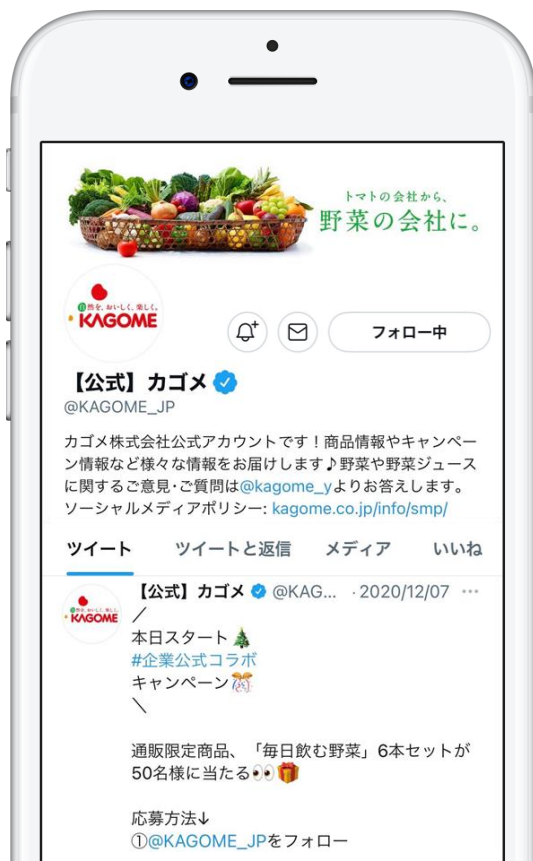 トマトの会社から、
野菜の会社に。
自然を、おいしく、楽しく。
KAGOME
フォロー中
【公式】カゴメ
@KAGOME_JP
カゴメ株式会社公式アカウントです！商品情報やキャンペー
ン情報など様々な情報をお届けします♪野菜や野菜ジュース
に関するご意見･ご質問は@kagome_yよりお答えします。
ソーシャルメディアポリシー: kagome.co.jp/info/smp/
ツイート ツイートと返信 メディア いいね
自然を、おいしく、楽しく。
KAGOME
【公式】カゴメ @KAG... ·2020/12/07 ···
／
本日スタート🎄
#企業公式コラボ
キャンペーン🎊
＼
通販限定商品、「毎日飲む野菜」6本セットが
50名様に当たる👀🎁
応募方法↓
①@KAGOME_JPをフォロー